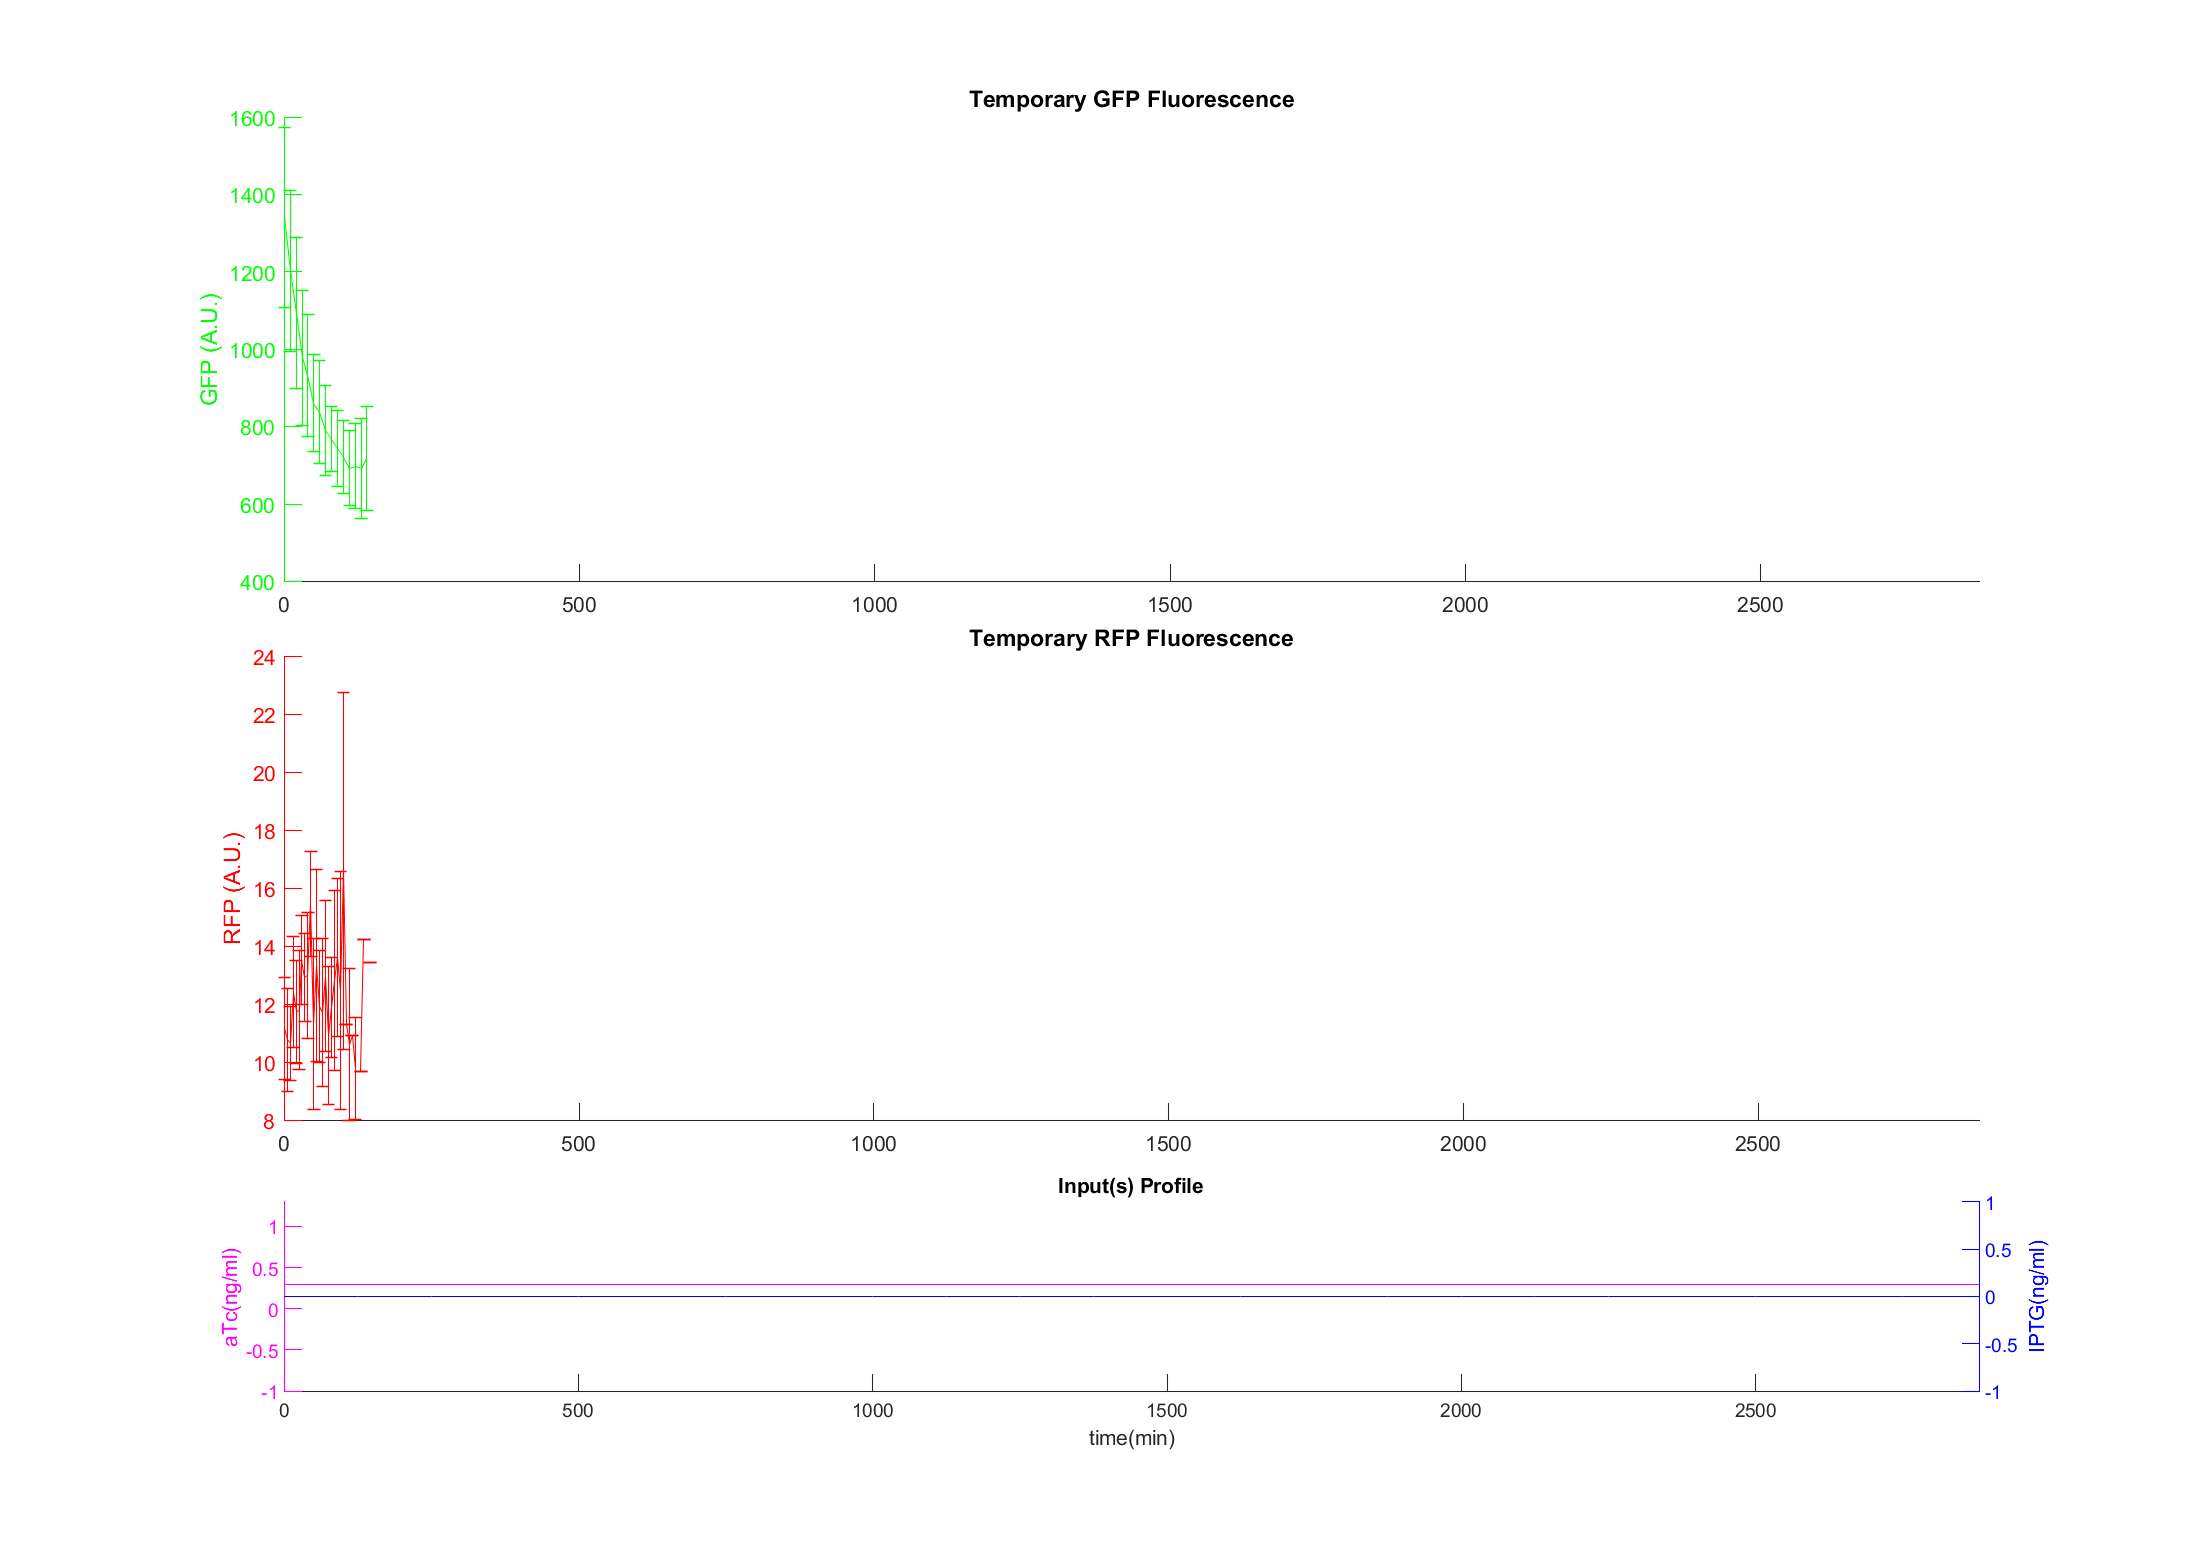 Temporary GFP Fluorescence
1600
1400
1200
1000
800
600
400
GFP (A.U.)
0 500 1000 1500 2000 2500
Temporary RFP Fluorescence
24
22
20
18
16
14
12
10
8
RFP (A.U.)
0 500 1000 1500 2000 2500
Input(s) Profile
1
0.5
0
-0.5
-1
aTc(ng/ml)
1
0.5
0
-0.5
-1
IPTG(ng/ml)
0 500 1000 1500 2000 2500
time(min)